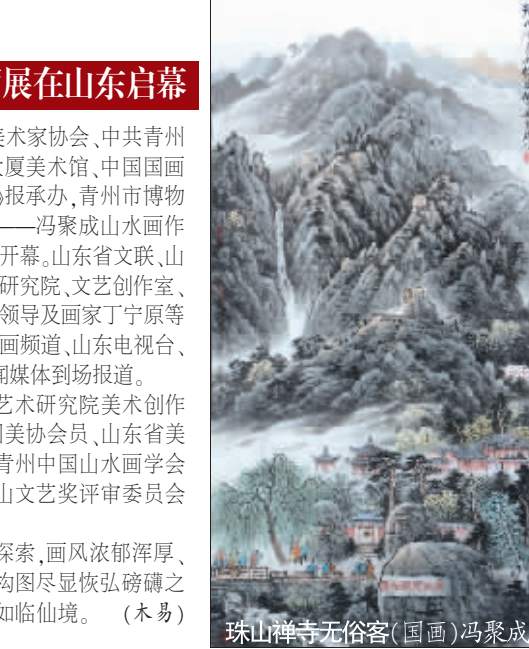 展在山东启幕
美术家协会、中共青州
大厦美术馆、中国国画
》报承办,青州市博物
——冯聚成山水画作
开幕。山东省文联、山
研究院、文艺创作室、
领导及画家丁宁原等
画频道、山东电视台、
闻媒体到场报道。
艺术研究院美术创作
国美协会员、山东省美
青州中国山水画学会
山文艺奖评审委员会
探索,画风浓郁浑厚、
构图尽显恢弘磅礴之
如临仙境。 (木易)
珠山禅寺无俗客(国画)冯聚成